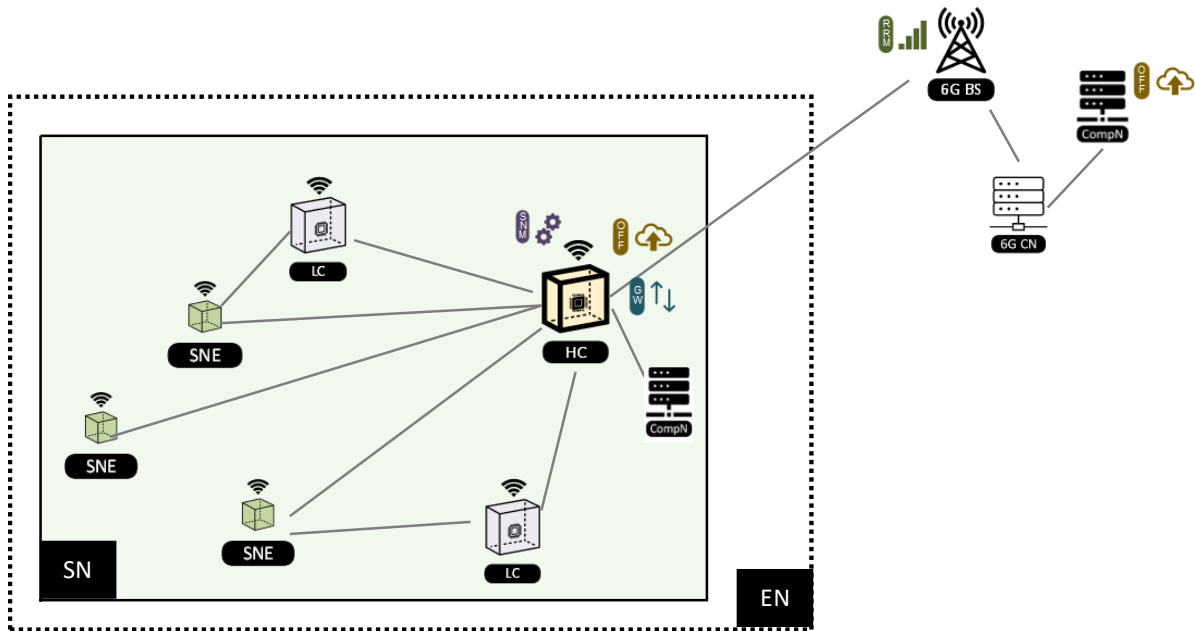 RRM
6G BS
OFF
CompN
6G CN
LC
SNM
OFF
GW
HC
SNE
CompN
SNE
SNE
LC
SN
EN